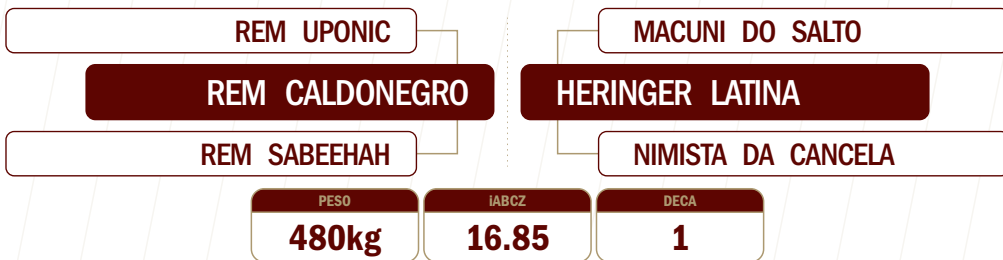 REM UPONIC
MACUNI DO SALTO
REM CALDONEGRO
HERINGER LATINA
REM SABEEHAH
NIMISTA DA CANCELA
PESO
iABCZ
DECA
480kg
16.85
1